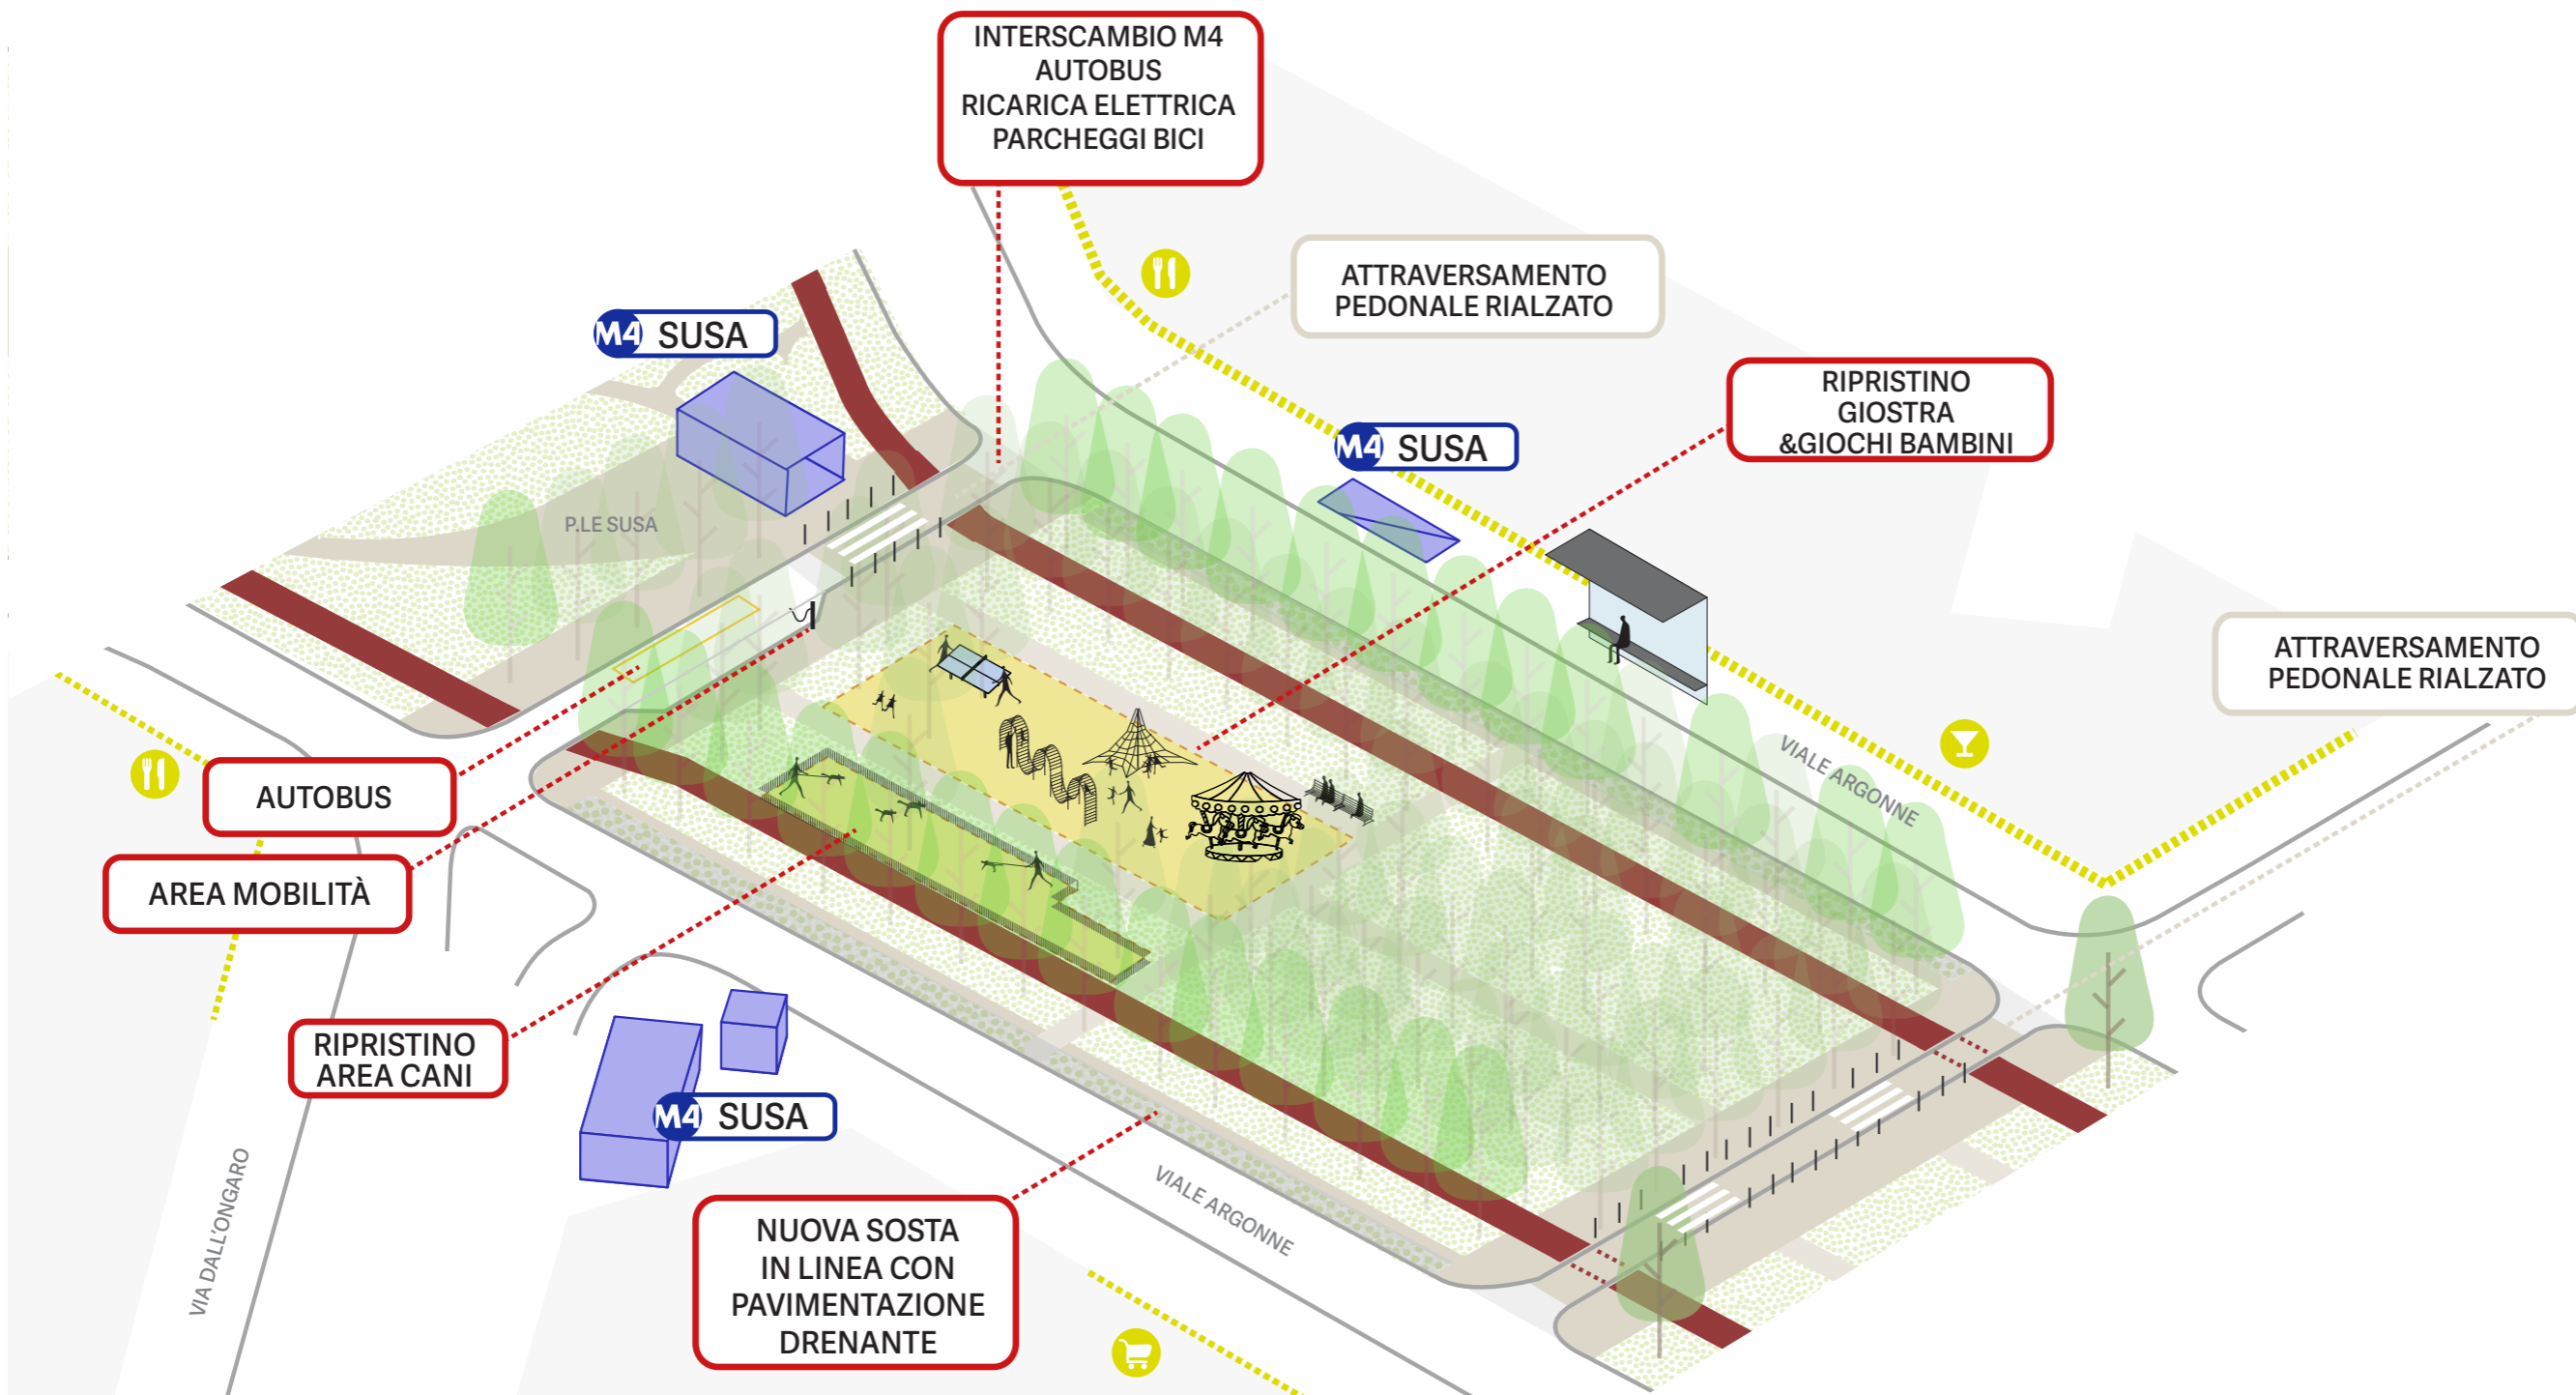 INTERSCAMBIO M4
AUTOBUS
RICARICA ELETTRICA
PARCHEGGI BICI
ATTRAVERSAMENTO
PEDONALE RIALZATO
M4 SUSA
RIPRISTINO
GIOSTRA
&GIOCHI BAMBINI
M4 SUSA
P.LE SUSA
ATTRAVERSAMENTO
PEDONALE RIALZATO
VIALE ARGONNE
AUTOBUS
AREA MOBILITÀ
RIPRISTINO
AREA CANI
M4 SUSA
VIA DALL'ONGARO
VIALE ARGONNE
NUOVA SOSTA
IN LINEA CON
PAVIMENTAZIONE
DRENANTE